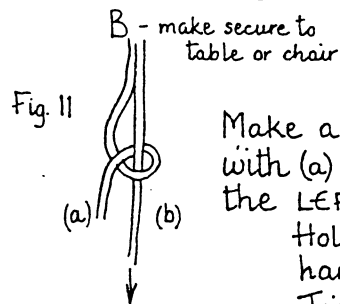 B - make secure to
table or chair
Fig. 11
Make a
with (a)
the LEF
(a)
(b)
Hol
han